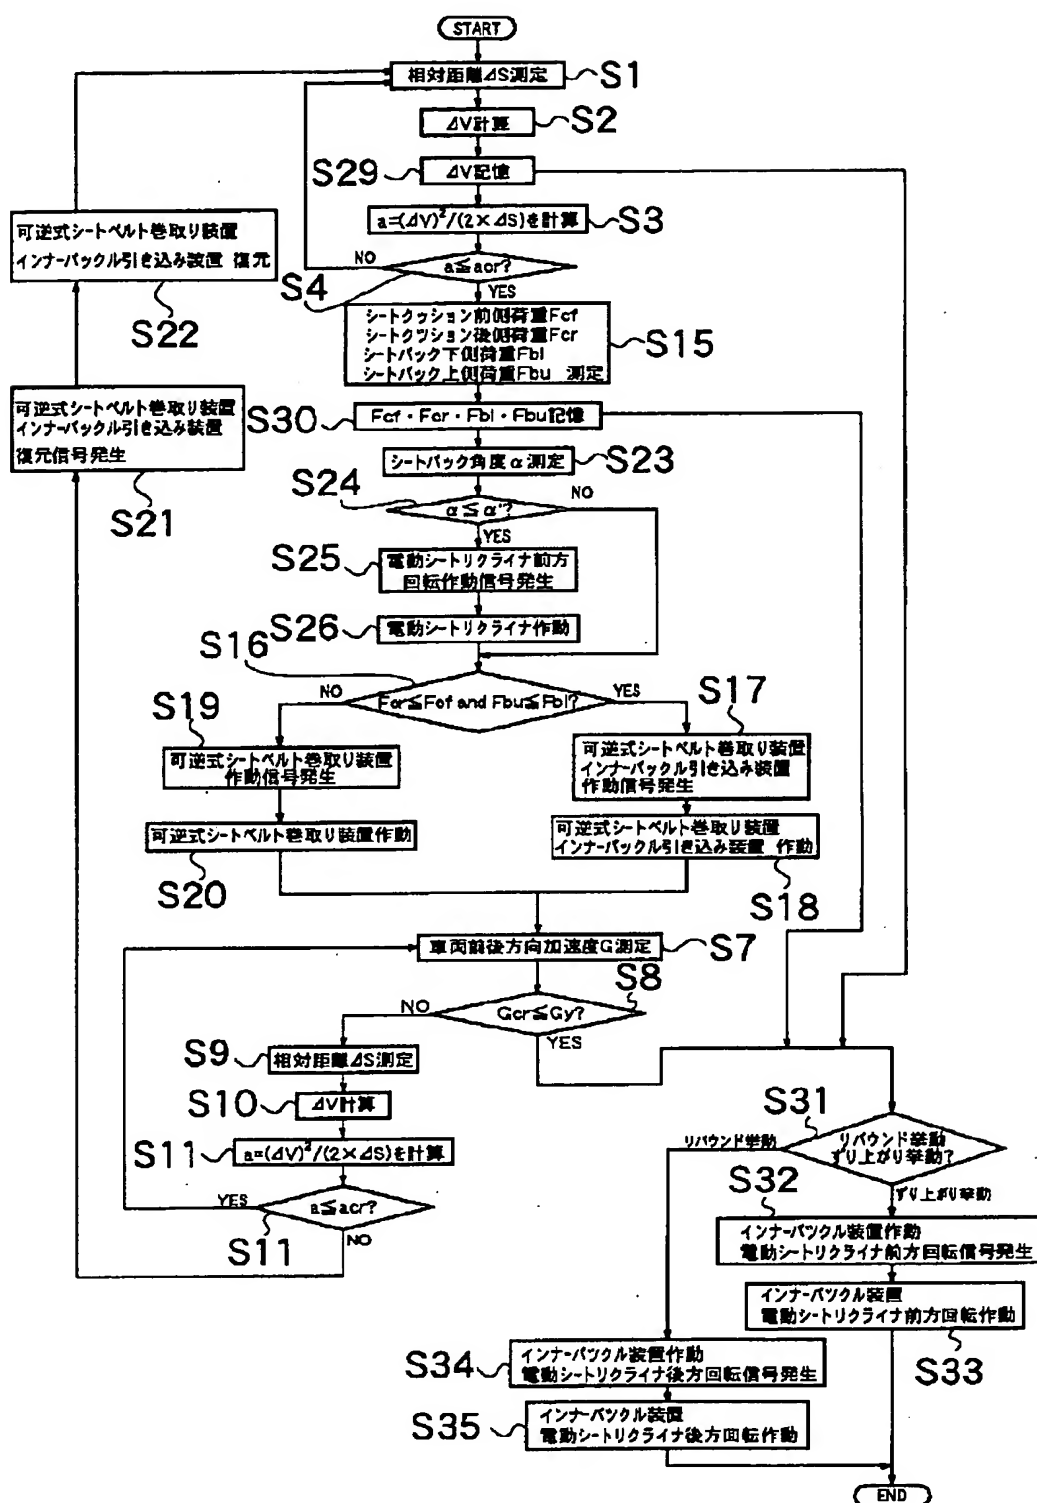 START
相対距離ΔS測定
S1
ΔV計算
S2
S29
ΔV記憶
a=(ΔV)²/(2×ΔS)を計算
S3
可逆式シートベルト巻取り装置
インナーバックル引き込み装置 復元
S22
NO
a≦acr?
S4
YES
シートクッション前側荷重Fcf
シートクツション後側荷重Fcr
シートバック下側荷重Fbl
シートバック上側荷重Fbu 測定
S15
可逆式シートベルト巻取り装置
インナーバックル引き込み装置
復元信号発生
S21
S30
Fcf・Fcr・Fbl・Fbu記憶
シートバック角度α測定
S23
S24
α≦α*?
NO
YES
S25
電動シートリクライナ前方
回転作動信号発生
S26
電動シートリクライナ作動
S16
NO
Fcr≦Fcf and Fbu≦Fbl?
YES
S19
S17
可逆式シートベルト巻取り装置
作動信号発生
可逆式シートベルト巻取り装置
インナーバックル引き込み装置
作動信号発生
可逆式シートベルト巻取り装置作動
S20
可逆式シートベルト巻取り装置
インナーバックル引き込み装置 作動
S18
車両前後方向加速度G測定
S7
S8
NO
Gcr≦Gy?
YES
S9
相対距離ΔS測定
S10
ΔV計算
S11
a=(ΔV)²/(2×ΔS)を計算
YES
a≦acr?
S11
NO
S31
リバウンド挙動
リバウンド挙動
ずり上がり挙動?
ずり上がり挙動
S32
インナーバツクル装置作動
電動シートリクライナ前方回転信号発生
インナーバツクル装置
電動シートリクライナ前方回転作動
S33
S34
インナーバツクル装置作動
電動シートリクライナ後方回転信号発生
S35
インナーバツクル装置
電動シートリクライナ後方回転作動
END